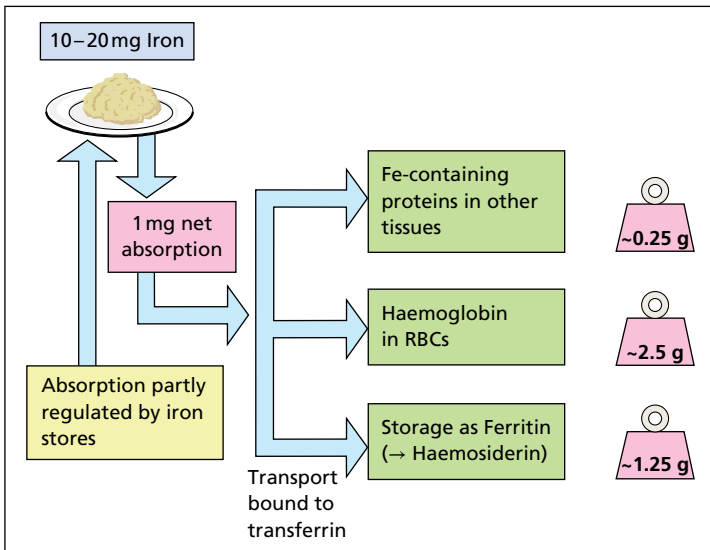 10–20 mg Iron
1 mg net
absorption
Absorption partly
regulated by iron
stores
Transport
bound to
transferrin
Fe-containing
proteins in other
tissues
~0.25 g
Haemoglobin
in RBCs
~2.5 g
Storage as Ferritin
(→ Haemosiderin)
~1.25 g